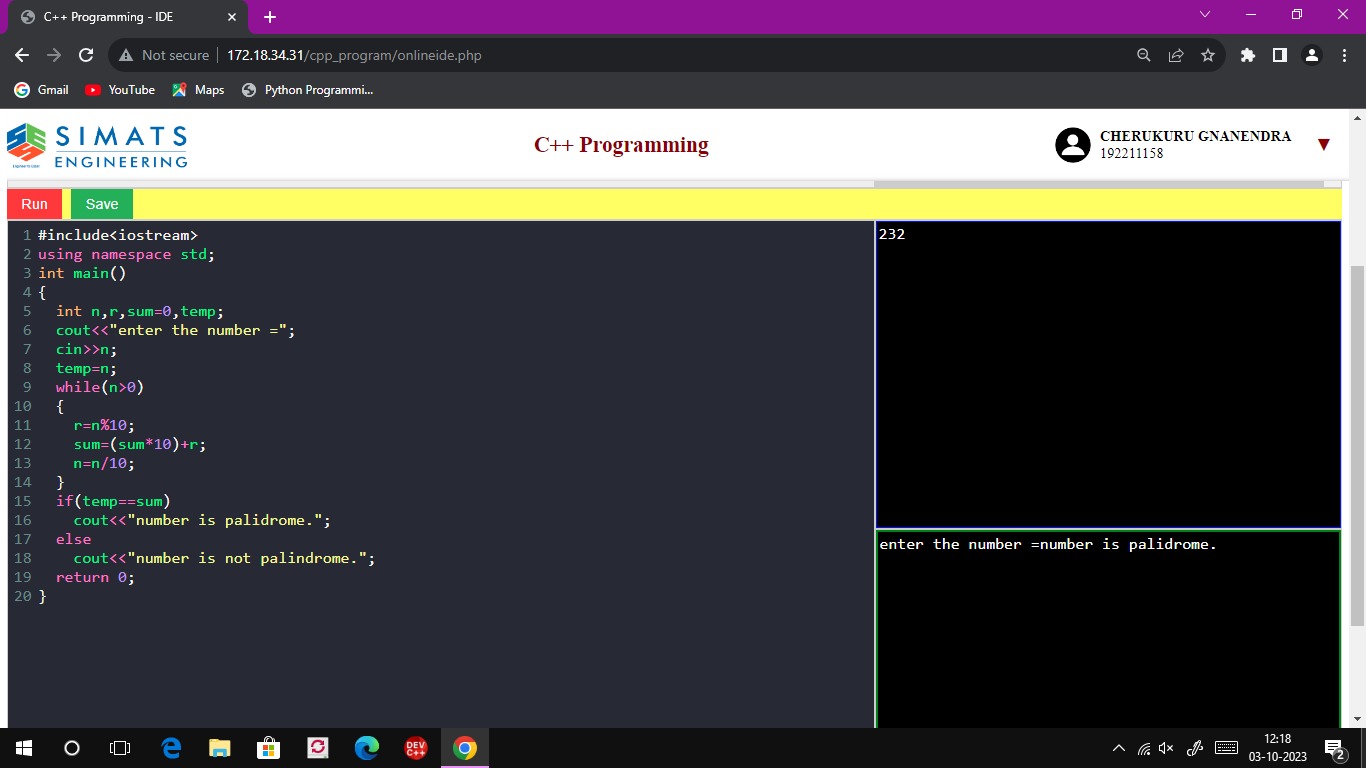 C++ Programming - IDE
Not secure 172.18.34.31/cpp_program/onlineide.php
Gmail YouTube Maps Python Programmi...
SIMATS
ENGINEERING
C++ Programming
CHERUKURU GNANENDRA
192211158
Run Save
1 #include<iostream>
2 using namespace std;
3 int main()
4 {
5 int n,r,sum=0,temp;
6 cout<<"enter the number =";
7 cin>>n;
8 temp=n;
9 while(n>0)
10 {
11 r=n%10;
12 sum=(sum*10)+r;
13 n=n/10;
14 }
15 if(temp==sum)
16 cout<<"number is palidrome.";
17 else
18 cout<<"number is not palindrome.";
19 return 0;
20 }
232
enter the number =number is palidrome.
DEV
C++
12:18
03-10-2023
2